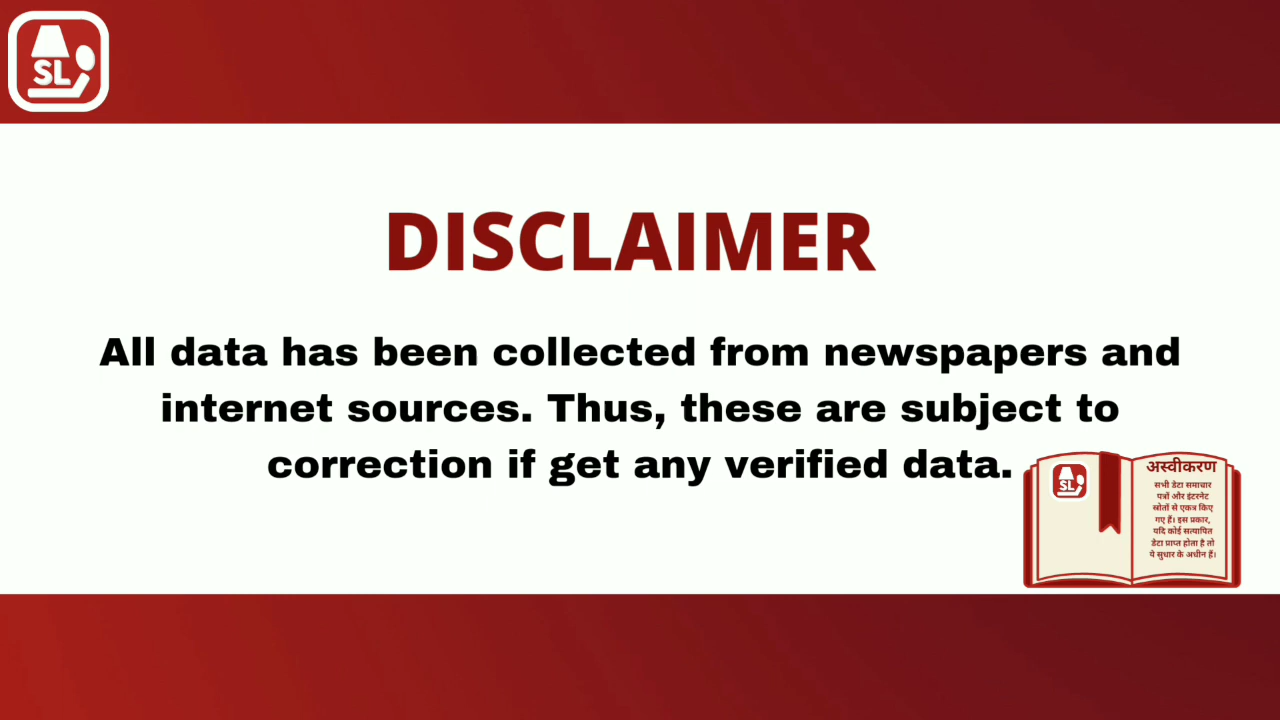 SL
DISCLAIMER
All data has been collected from newspapers and
internet sources. Thus, these are subject to
correction if get any verified data.
SL
अस्वीकरण
सभी डेटा समाचार
पत्रों और इंटरनेट
स्रोतों से एकत्र किए
गए हैं। इस प्रकार,
यदि कोई सत्यापित
डेटा प्राप्त होता है तो
ये सुधार के अधीन हैं।